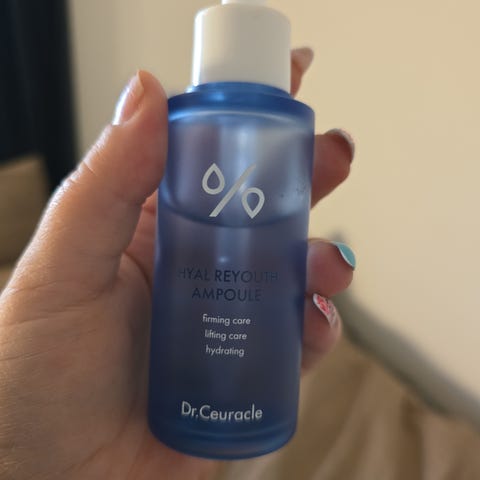 HYAL REYOUTH
AMPOULE
firming care
lifting care
hydrating
Dr.Ceuracle